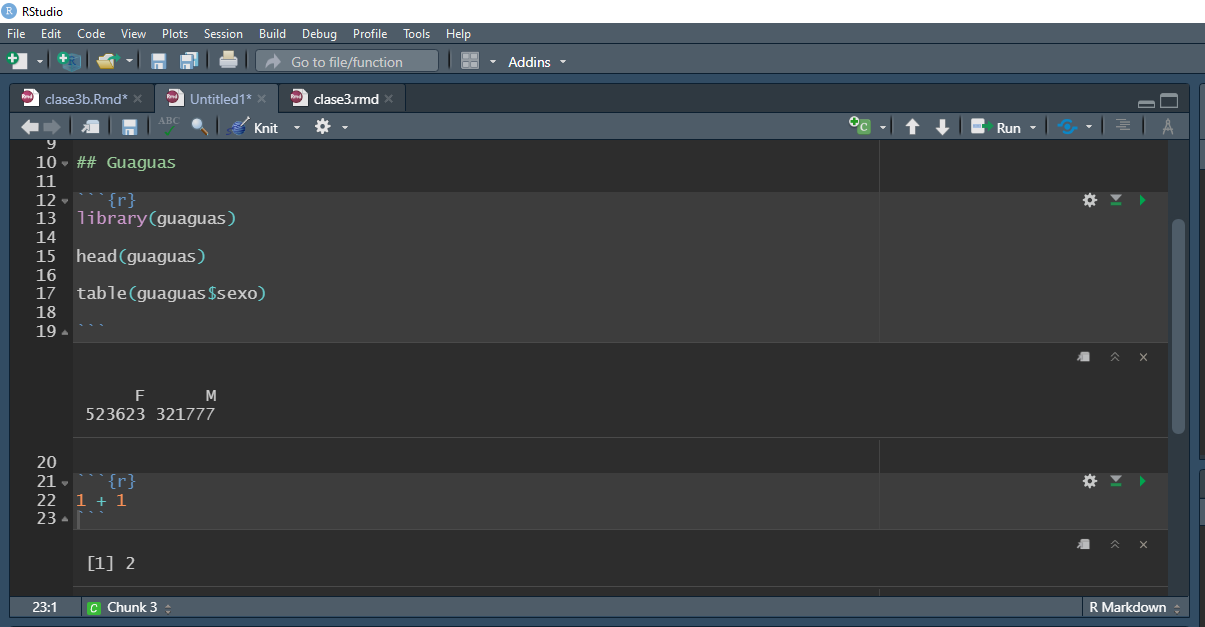 RStudio
File Edit Code View Plots Session Build Debug Profile Tools Help
Go to file/function Addins
clase3b.Rmd* Untitled1* clase3.rmd
ABC Knit Run
9
10 ## Guaguas
11
12 ```{r}
13 library(guaguas)
14
15 head(guaguas)
16
17 table(guaguas$sexo)
18
19 ```
F M
523623 321777
20
21 ```{r}
22 1 + 1
23 ```
[1] 2
23:1 C Chunk 3 R Markdown